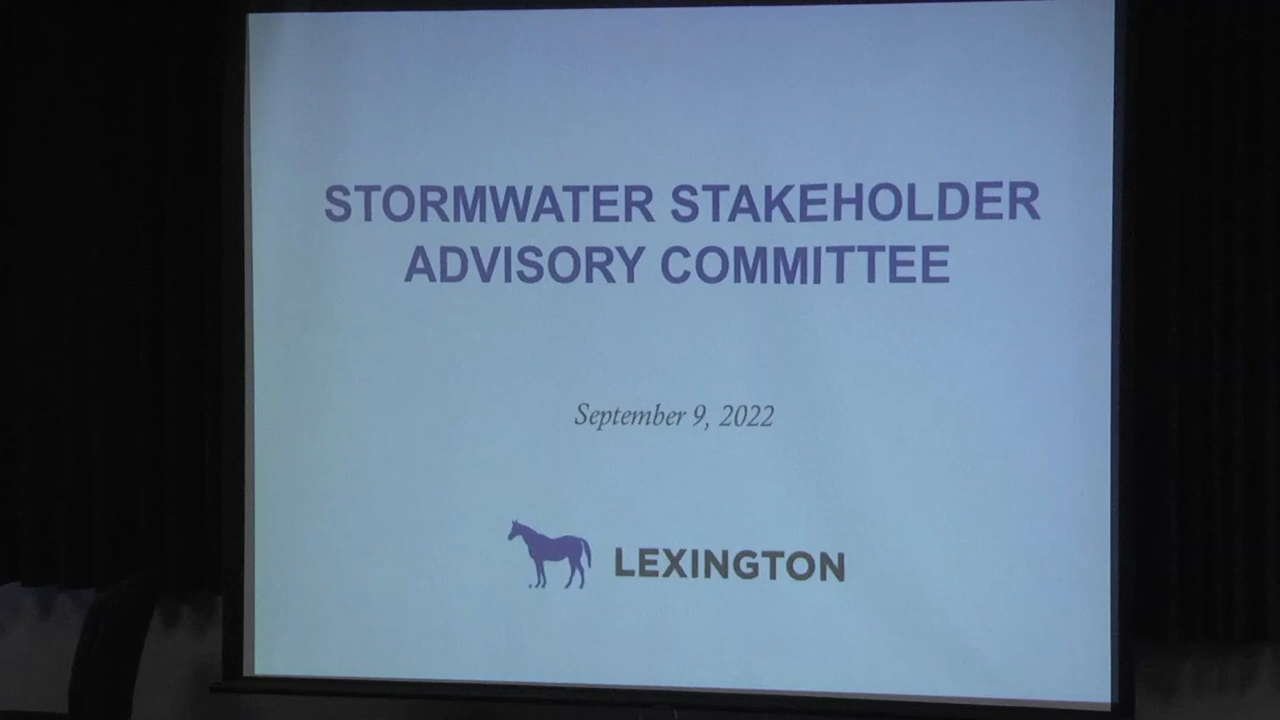 STORMWATER STAKEHOLDER
ADVISORY COMMITTEE
September 9, 2022
LEXINGTON